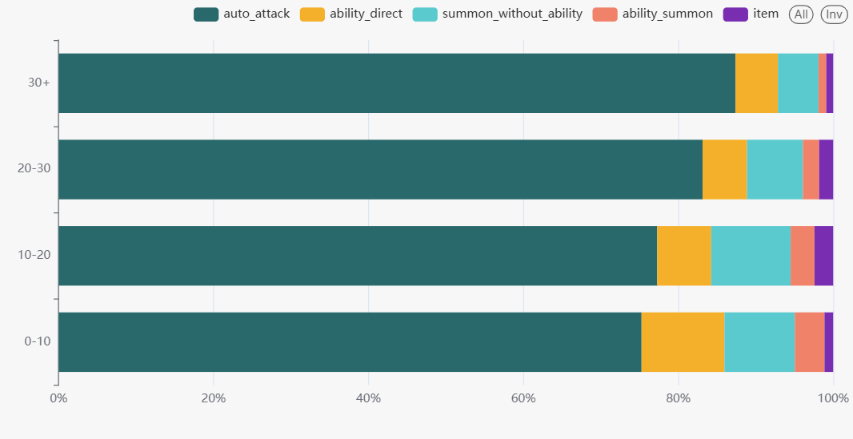 auto_attack ability_direct summon_without_ability ability_summon item All Inv
30+
20-30
10-20
0-10
0% 20% 40% 60% 80% 100%